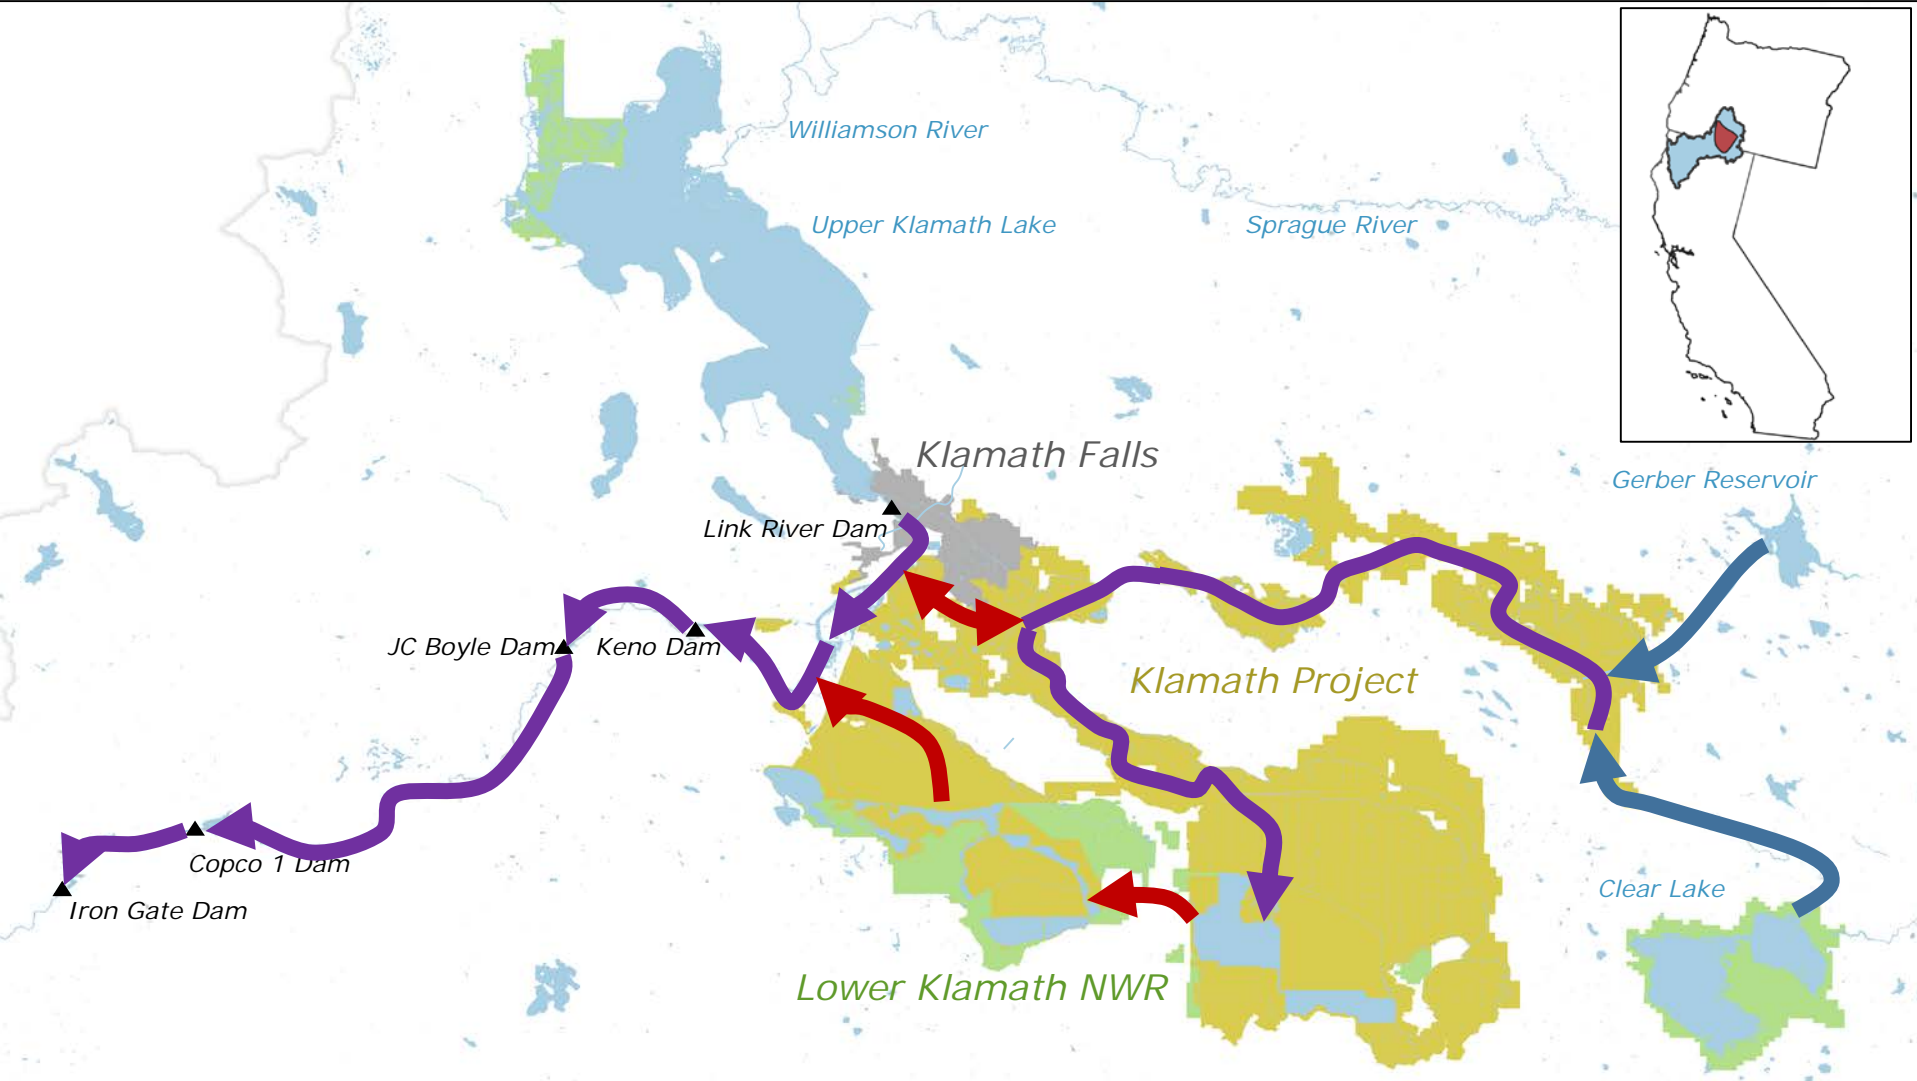 Williamson River
Upper Klamath Lake
Sprague River
Klamath Falls
Gerber Reservoir
Link River Dam
JC Boyle Dam
Keno Dam
Klamath Project
Copco 1 Dam
Clear Lake
Iron Gate Dam
Lower Klamath NWR